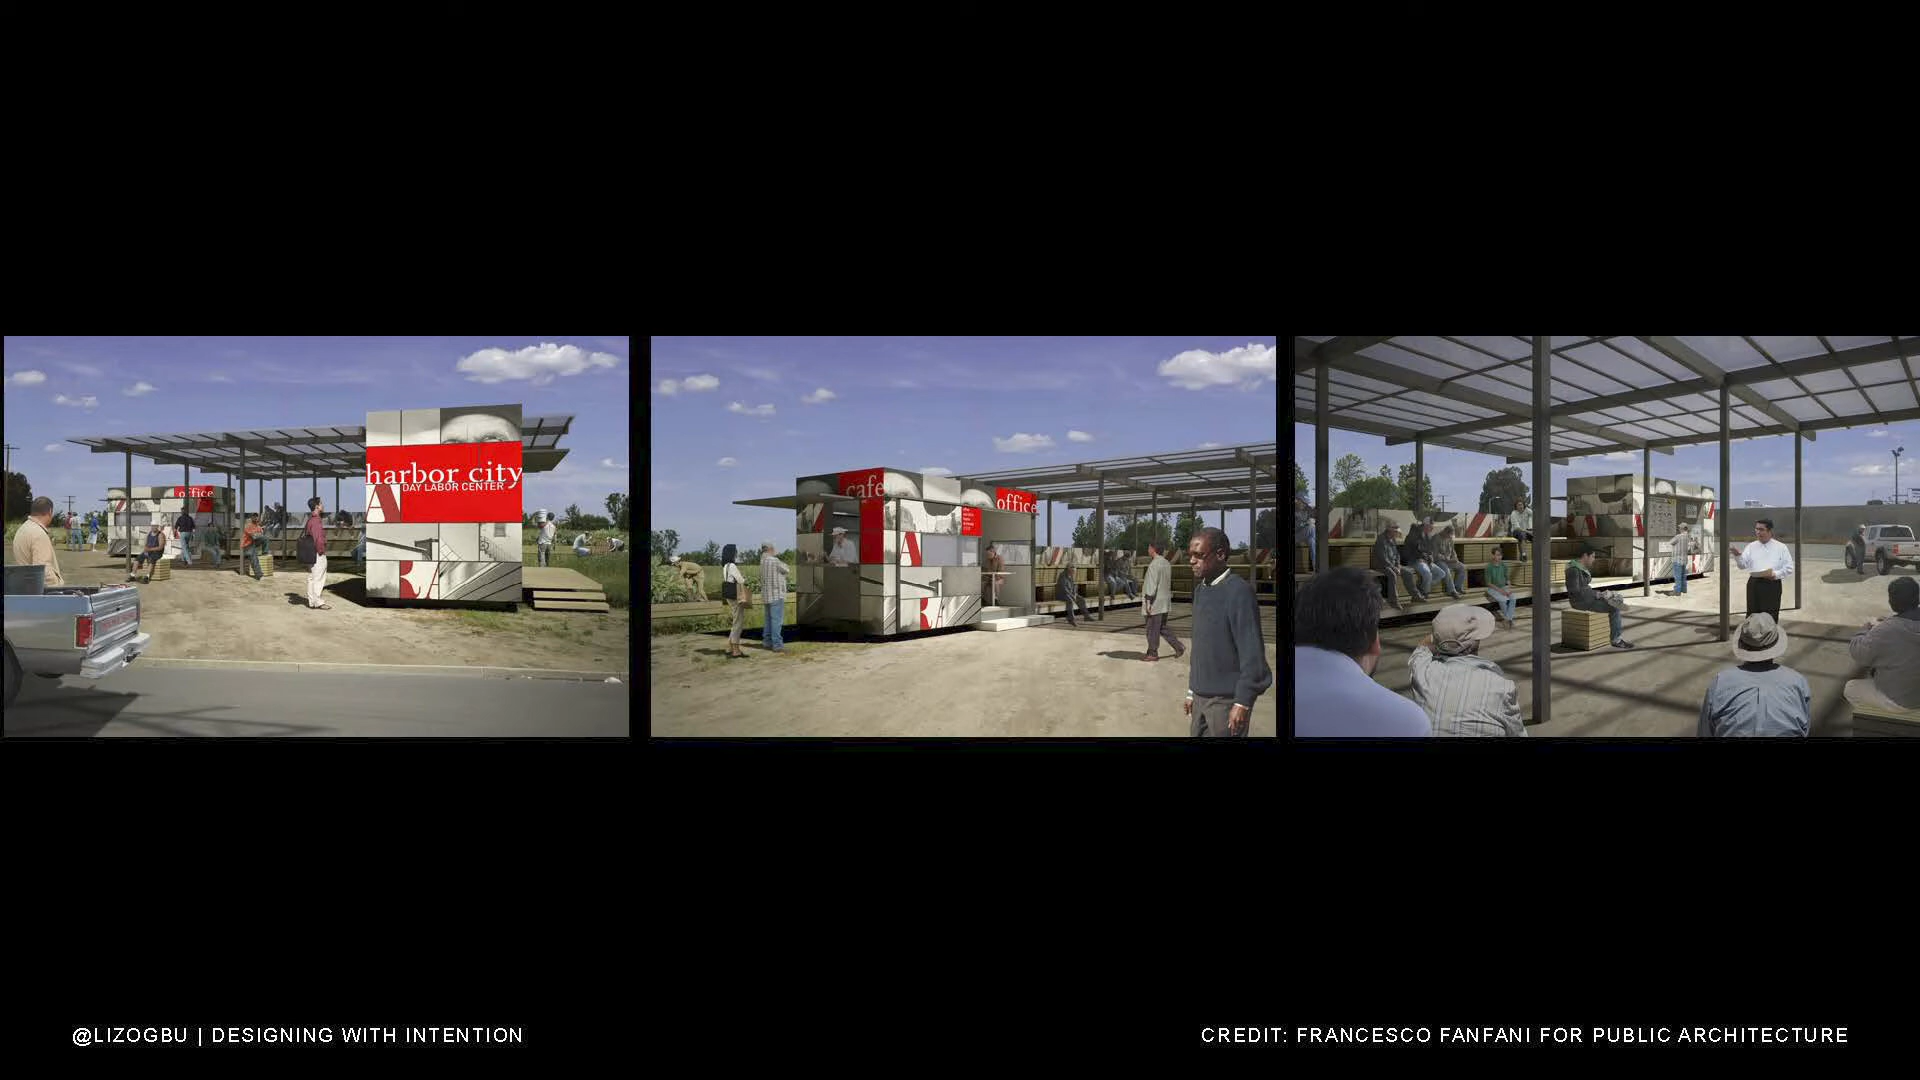 office
harbor city
A DAY LABOR CENTER
cafe
office
A
@LIZOGBU | DESIGNING WITH INTENTION
CREDIT: FRANCESCO FANFANI FOR PUBLIC ARCHITECTURE